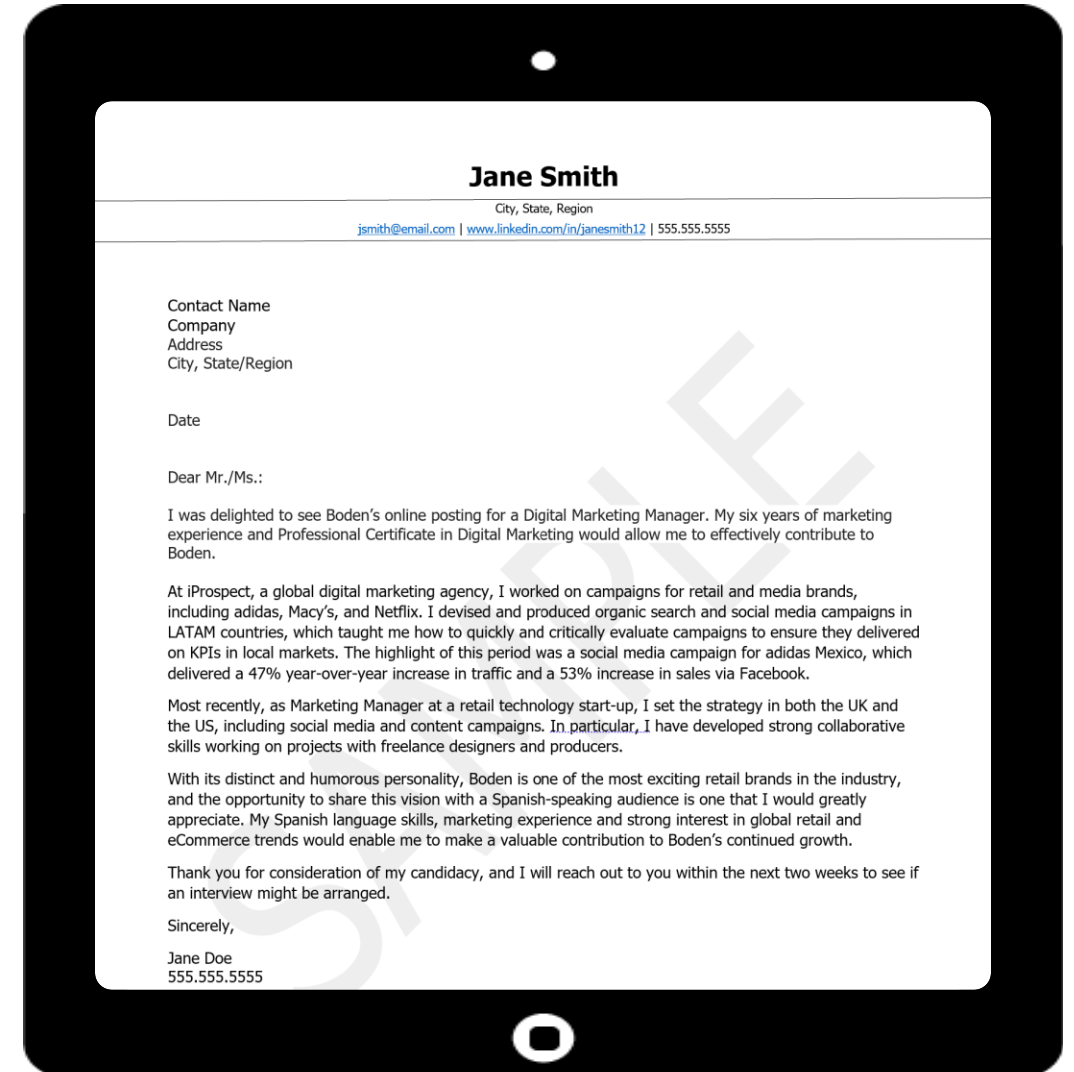 Jane Smith
City, State, Region
jsmith@email.com | www.linkedin.com/in/janesmith12 | 555.555.5555
Contact Name
Company
Address
City, State/Region
Date
Dear Mr./Ms.:
I was delighted to see Boden's online posting for a Digital Marketing Manager. My six years of marketing
experience and Professional Certificate in Digital Marketing would allow me to effectively contribute to
Boden.
At iProspect, a global digital marketing agency, I worked on campaigns for retail and media brands,
including adidas, Macy's, and Netflix. I devised and produced organic search and social media campaigns in
LATAM countries, which taught me how to quickly and critically evaluate campaigns to ensure they delivered
on KPIs in local markets. The highlight of this period was a social media campaign for adidas Mexico, which
delivered a 47% year-over-year increase in traffic and a 53% increase in sales via Facebook.
Most recently, as Marketing Manager at a retail technology start-up, I set the strategy in both the UK and
the US, including social media and content campaigns. In particular, I have developed strong collaborative
skills working on projects with freelance designers and producers.
With its distinct and humorous personality, Boden is one of the most exciting retail brands in the industry,
and the opportunity to share this vision with a Spanish-speaking audience is one that I would greatly
appreciate. My Spanish language skills, marketing experience and strong interest in global retail and
eCommerce trends would enable me to make a valuable contribution to Boden's continued growth.
Thank you for consideration of my candidacy, and I will reach out to you within the next two weeks to see if
an interview might be arranged.
Sincerely,
Jane Doe
555.555.5555
SAMPLE